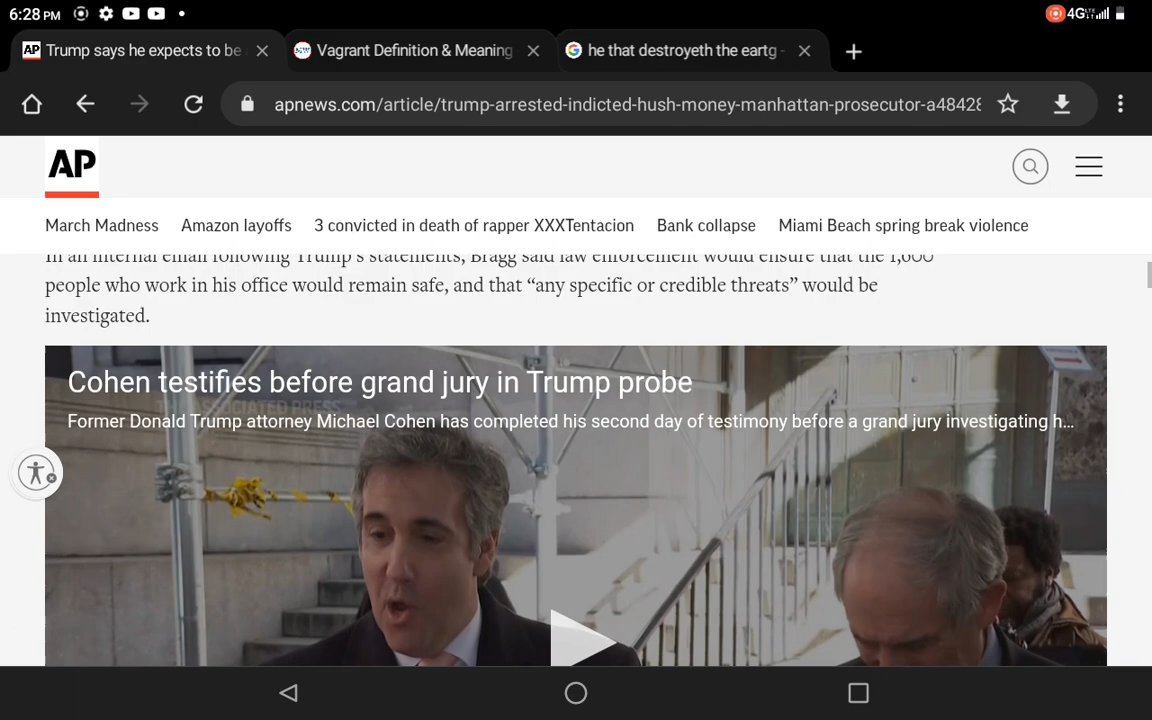 6:28 PM
4G LTE
Trump says he expects to be
Vagrant Definition & Meaning
he that destroyeth the eartg -
apnews.com/article/trump-arrested-indicted-hush-money-manhattan-prosecutor-a48428
AP
March Madness Amazon layoffs 3 convicted in death of rapper XXXTentacion Bank collapse Miami Beach spring break violence
In an internal email following Trump's statements, Bragg said law enforcement would ensure that the 1,600
people who work in his office would remain safe, and that “any specific or credible threats” would be
investigated.
Cohen testifies before grand jury in Trump probe
ASSOCIATED PRESS
Former Donald Trump attorney Michael Cohen has completed his second day of testimony before a grand jury investigating h...